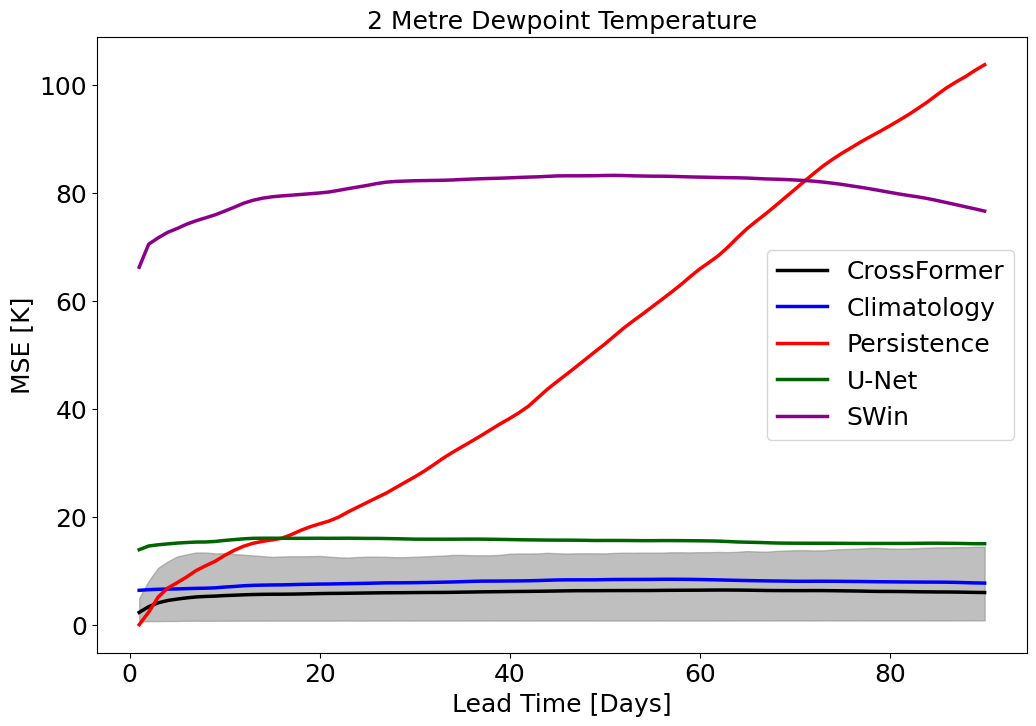 2 Metre Dewpoint Temperature
MSE [K]
100
80
60
40
20
0
CrossFormer
Climatology
Persistence
U-Net
SWin
0 20 40 60 80
Lead Time [Days]